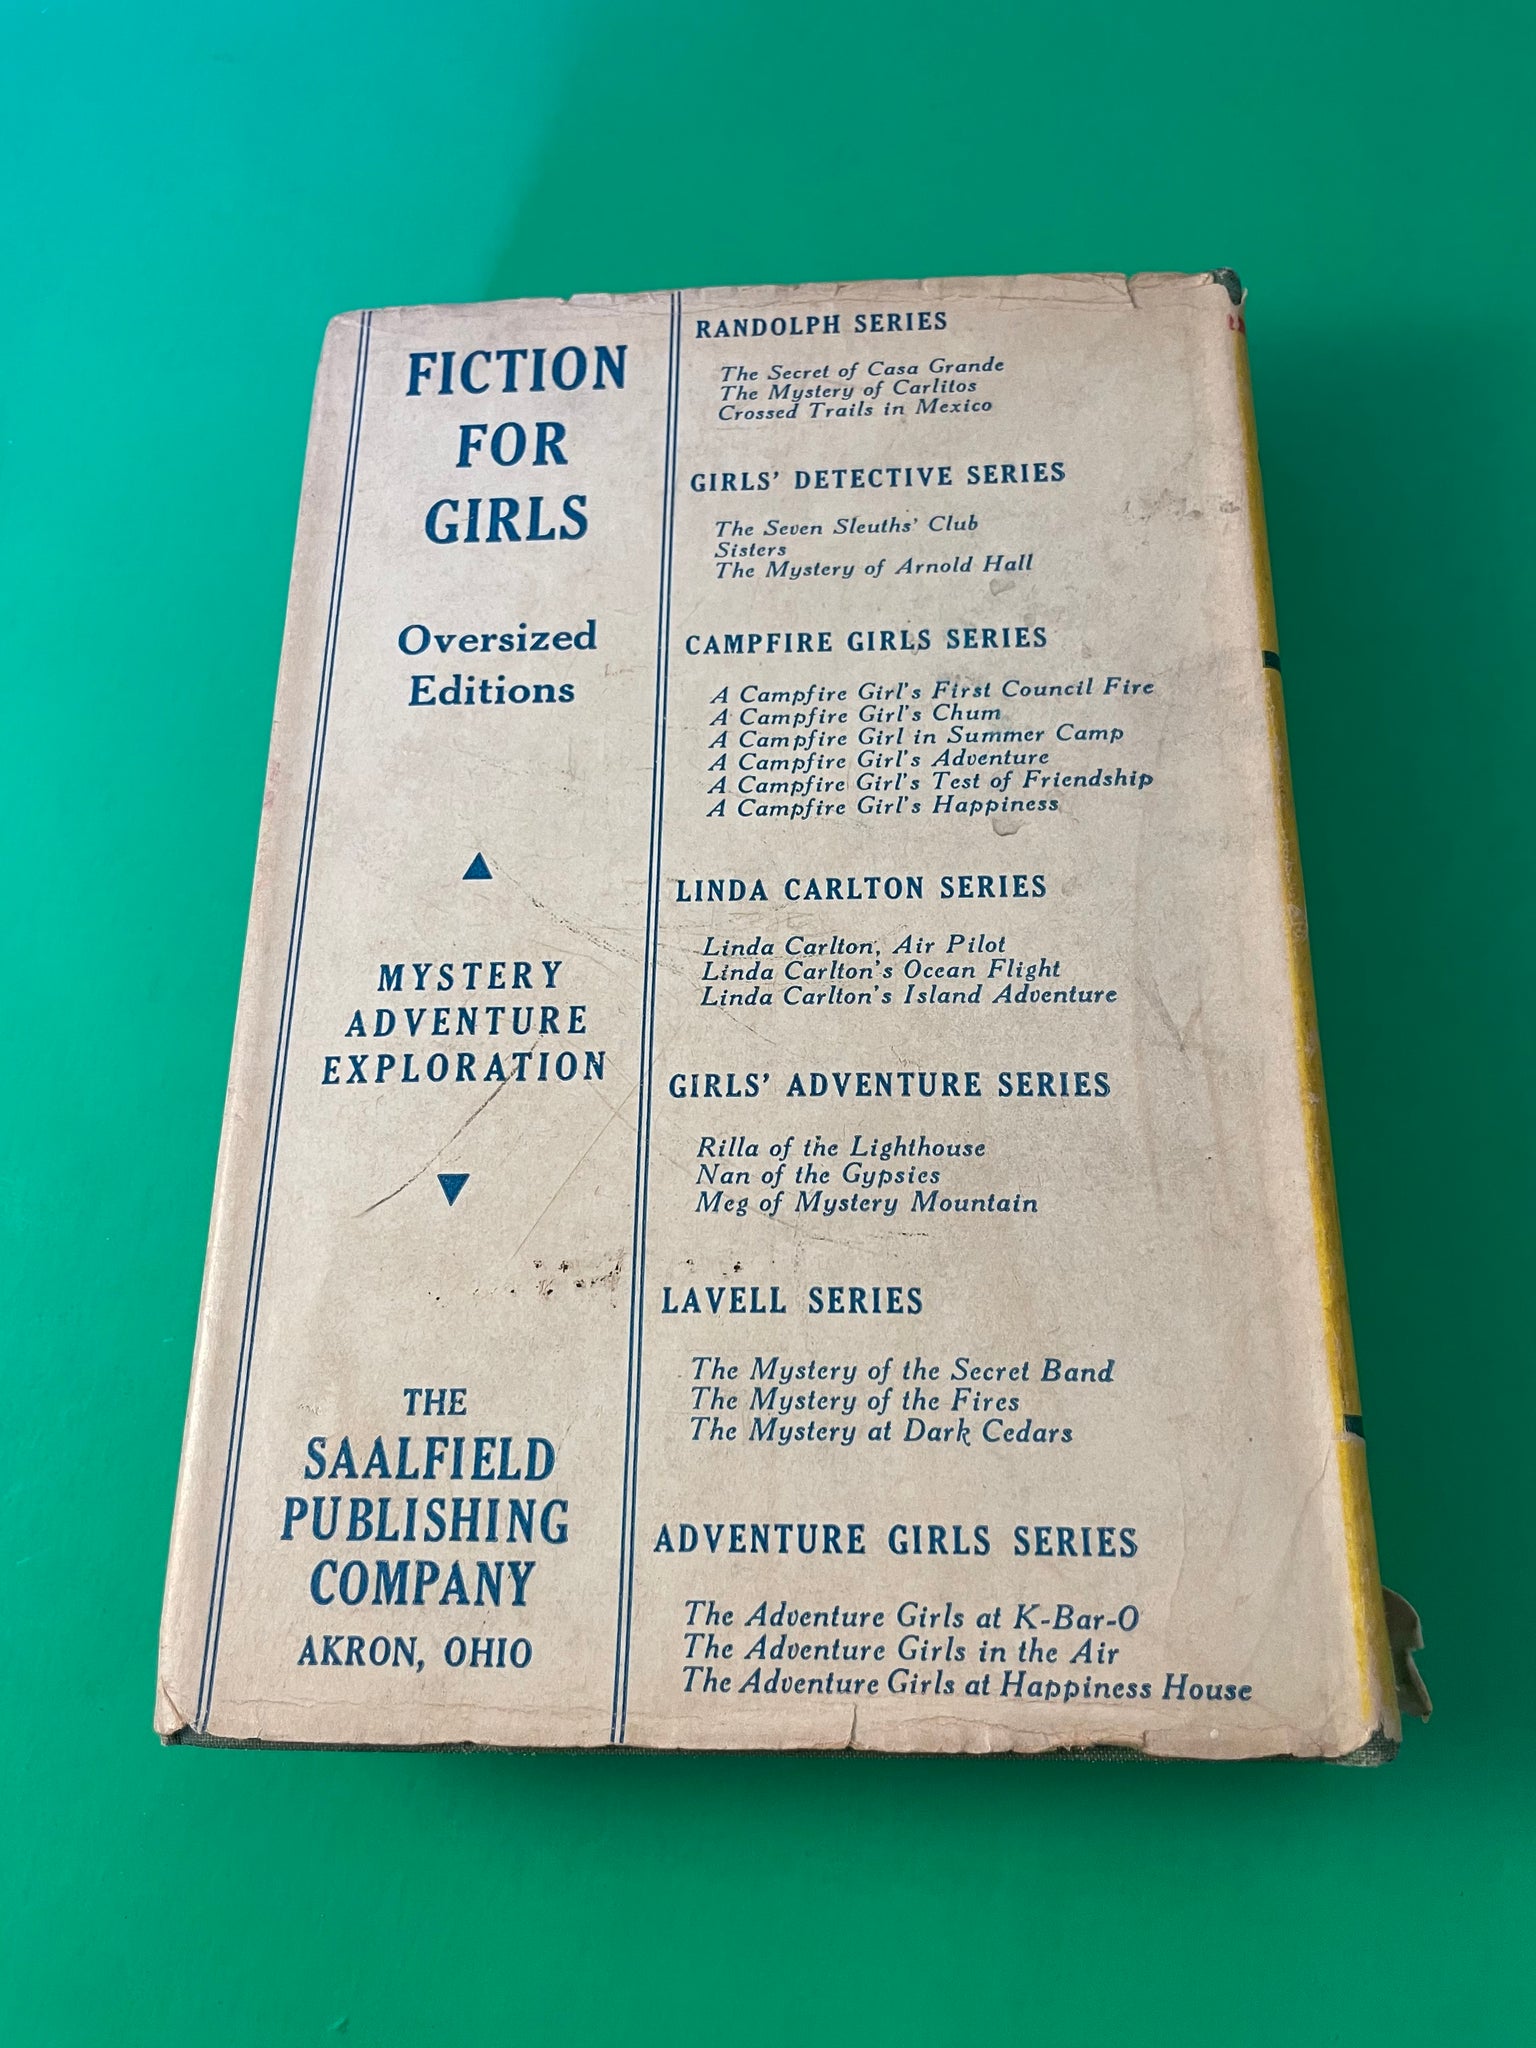 FICTION
FOR
GIRLS
Oversized
Editions
MYSTERY
ADVENTURE
EXPLORATION
THE
SAALFIELD
PUBLISHING
COMPANY
AKRON, OHIO
RANDOLPH SERIES
The Secret of Casa Grande
The Mystery of Carlitos
Crossed Trails in Mexico
GIRLS' DETECTIVE SERIES
The Seven Sleuths' Club
Sisters
The Mystery of Arnold Hall
CAMPFIRE GIRLS SERIES
A Campfire Girl's First Council Fire
A Campfire Girl's Chum
A Campfire Girl in Summer Camp
A Campfire Girl's Adventure
A Campfire Girl's Test of Friendship
A Campfire Girl's Happiness
LINDA CARLTON SERIES
Linda Carlton, Air Pilot
Linda Carlton's Ocean Flight
Linda Carlton's Island Adventure
GIRLS' ADVENTURE SERIES
Rilla of the Lighthouse
Nan of the Gypsies
Meg of Mystery Mountain
LAVELL SERIES
The Mystery of the Secret Band
The Mystery of the Fires
The Mystery at Dark Cedars
ADVENTURE GIRLS SERIES
The Adventure Girls at K-Bar-O
The Adventure Girls in the Air
The Adventure Girls at Happiness House